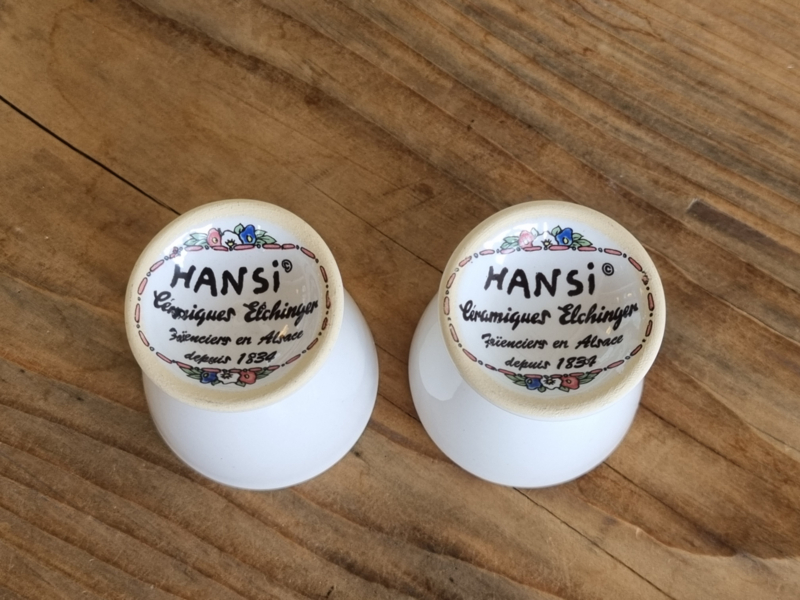 HANSi©
Céramiques Elchinger
Faïenciers en Alsace
depuis 1834
HANSi©
Céramiques Elchinger
Faïenciers en Alsace
depuis 1834